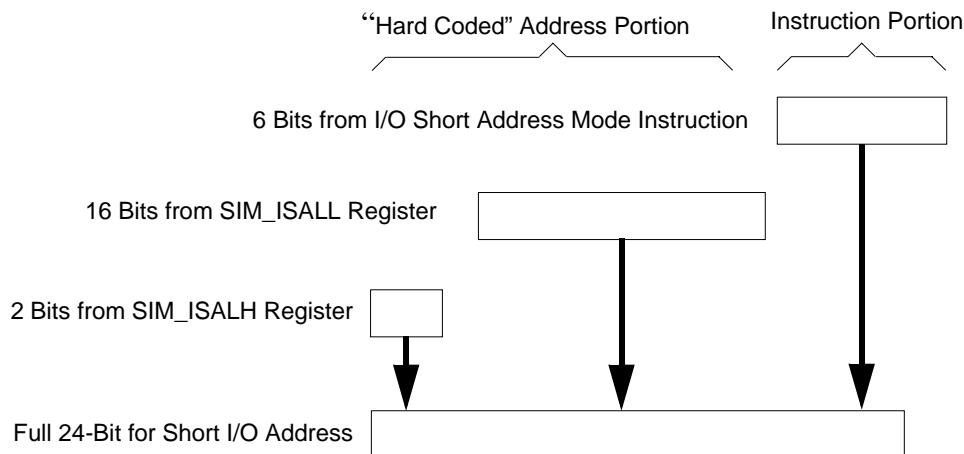 “Hard Coded” Address Portion
Instruction Portion
6 Bits from I/O Short Address Mode Instruction
16 Bits from SIM_ISALL Register
2 Bits from SIM_ISALH Register
Full 24-Bit for Short I/O Address